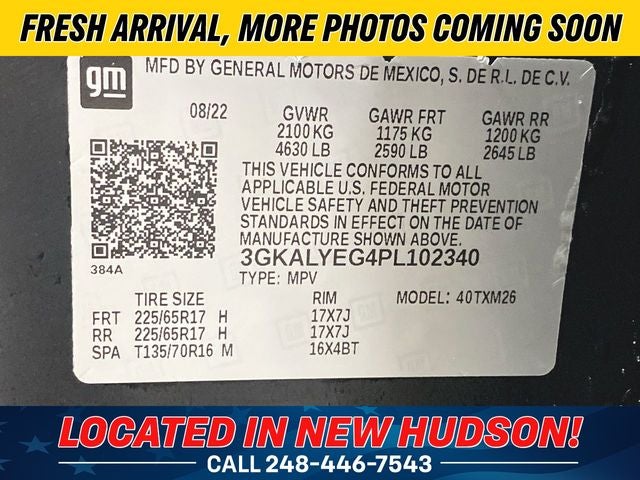 FRESH ARRIVAL, MORE PHOTOS COMING SOON
gm
MFD BY GENERAL MOTORS DE MEXICO, S. DE R.L. DE C.V.
08/22 GVWR GAWR FRT GAWR RR
2100 KG 1175 KG 1200 KG
4630 LB 2590 LB 2645 LB
THIS VEHICLE CONFORMS TO ALL
APPLICABLE U.S. FEDERAL MOTOR
VEHICLE SAFETY AND THEFT PREVENTION
STANDARDS IN EFFECT ON THE DATE OF
MANUFACTURE SHOWN ABOVE.
384A
3GKALYEG4PL102340
TYPE: MPV
TIRE SIZE RIM MODEL: 40TXM26
FRT 225/65R17 H 17X7J
RR 225/65R17 H 17X7J
SPA T135/70R16 M 16X4BT
LOCATED IN NEW HUDSON!
CALL 248-446-7543